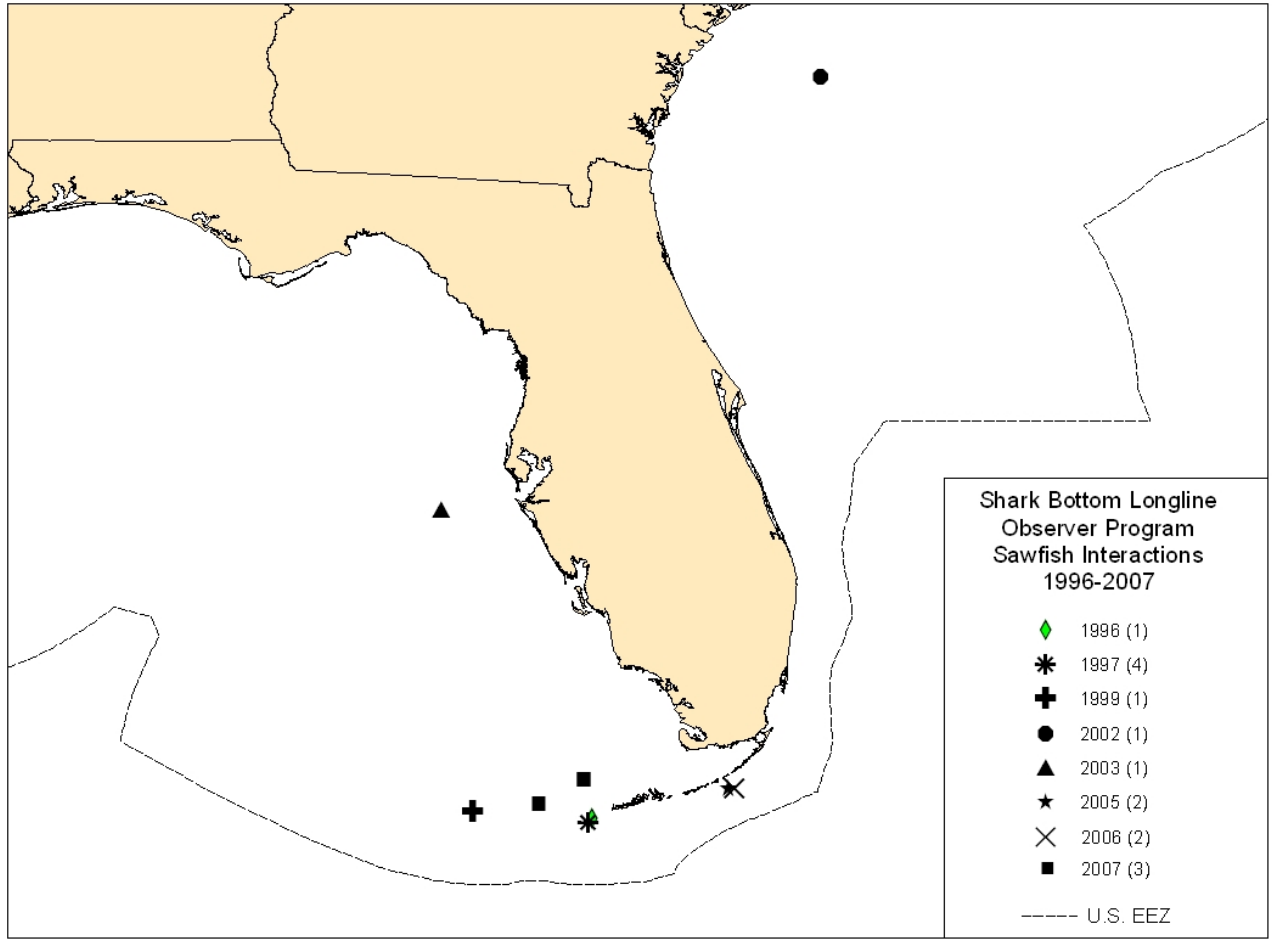 Shark Bottom Longline
Observer Program
Sawfish Interactions
1996-2007
1996 (1)
1997 (4)
1999 (1)
2002 (1)
2003 (1)
2005 (2)
2006 (2)
2007 (3)
U.S. EEZ